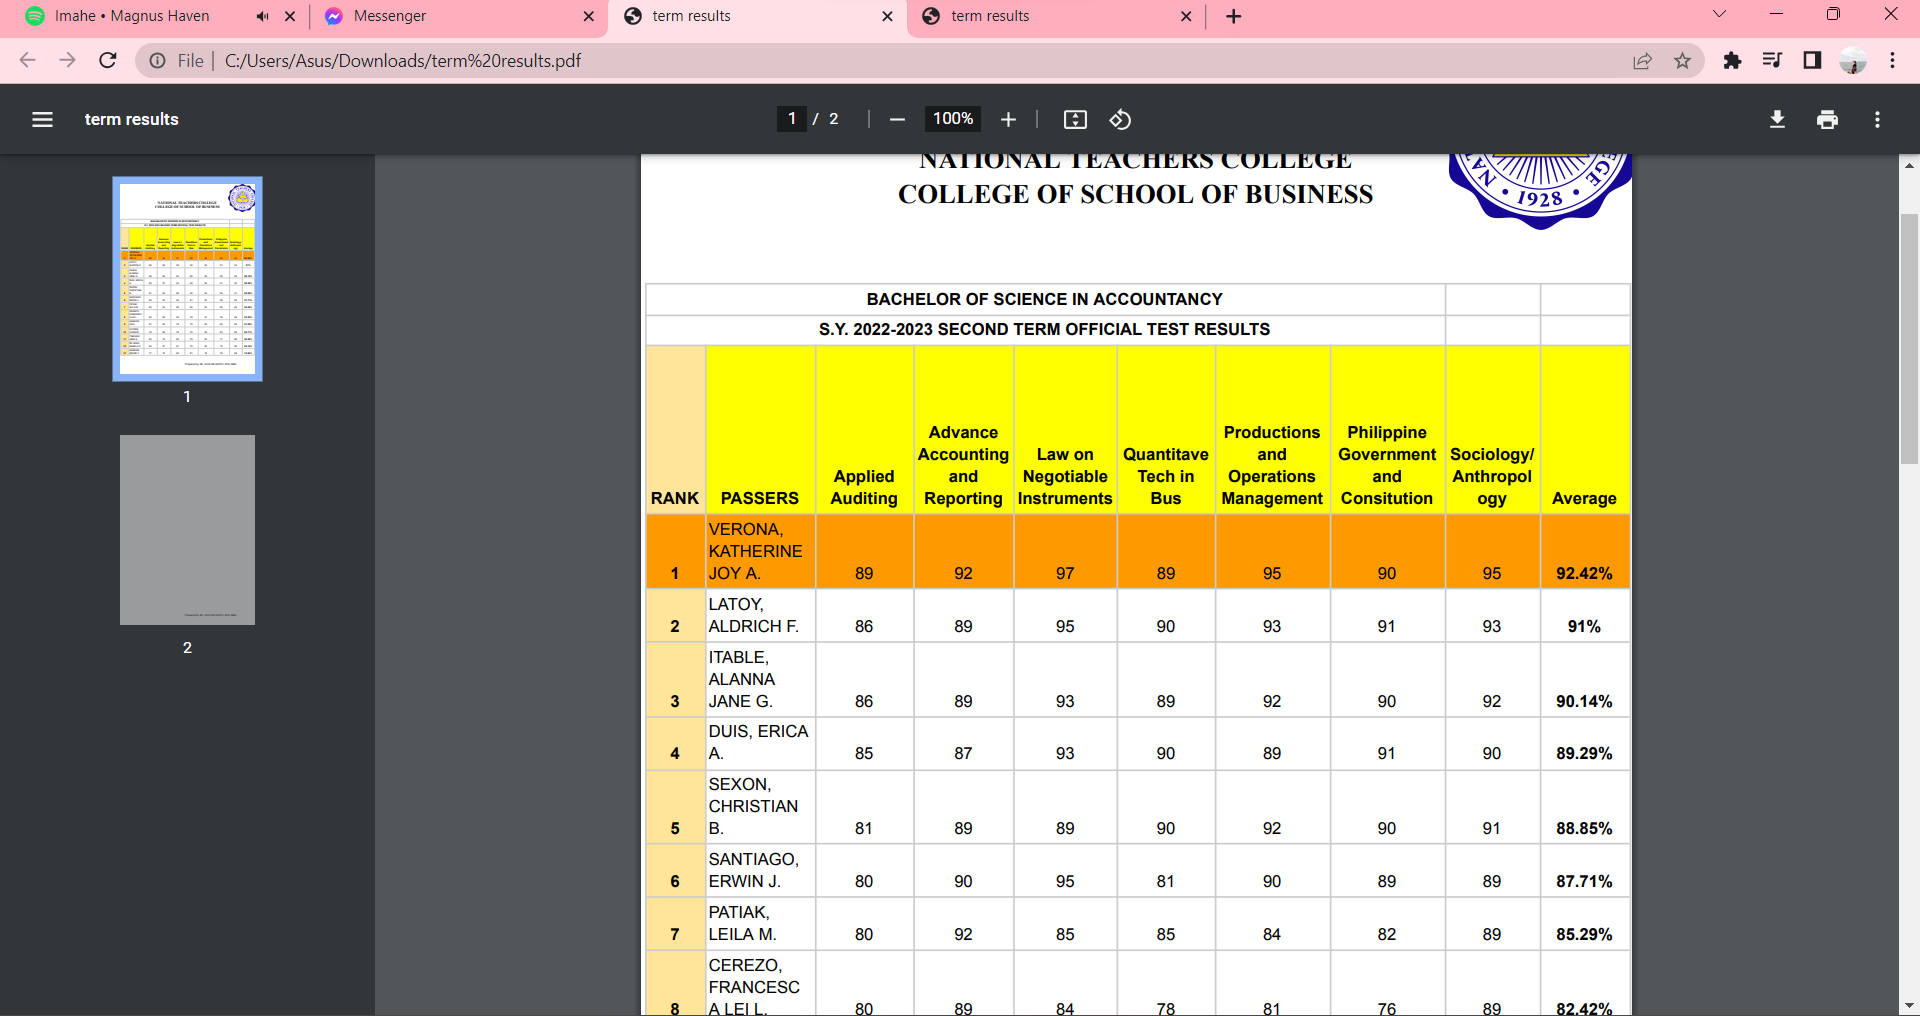 Imahe • Magnus Haven
Messenger
term results
term results
File
C:/Users/Asus/Downloads/term%20results.pdf
term results
1 / 2
100%
1
2
NATIONAL TEACHERS COLLEGE
COLLEGE OF SCHOOL OF BUSINESS
1928
BACHELOR OF SCIENCE IN ACCOUNTANCY
S.Y. 2022-2023 SECOND TERM OFFICIAL TEST RESULTS
RANK
PASSERS
Applied
Auditing
Advance
Accounting
and
Reporting
Law on
Negotiable
Instruments
Quantitave
Tech in
Bus
Productions
and
Operations
Management
Philippine
Government
and
Consitution
Sociology/
Anthropol
ogy
Average
VERONA,
KATHERINE
1 JOY A. 89 92 97 89 95 90 95 92.42%
LATOY,
2 ALDRICH F. 86 89 95 90 93 91 93 91%
ITABLE,
ALANNA
3 JANE G. 86 89 93 89 92 90 92 90.14%
DUIS, ERICA
4 A. 85 87 93 90 89 91 90 89.29%
SEXON,
CHRISTIAN
5 B. 81 89 89 90 92 90 91 88.85%
SANTIAGO,
6 ERWIN J. 80 90 95 81 90 89 89 87.71%
PATIAK,
7 LEILA M. 80 92 85 85 84 82 89 85.29%
CEREZO,
FRANCESC
8 A LEI L. 80 89 84 78 81 76 89 82.42%